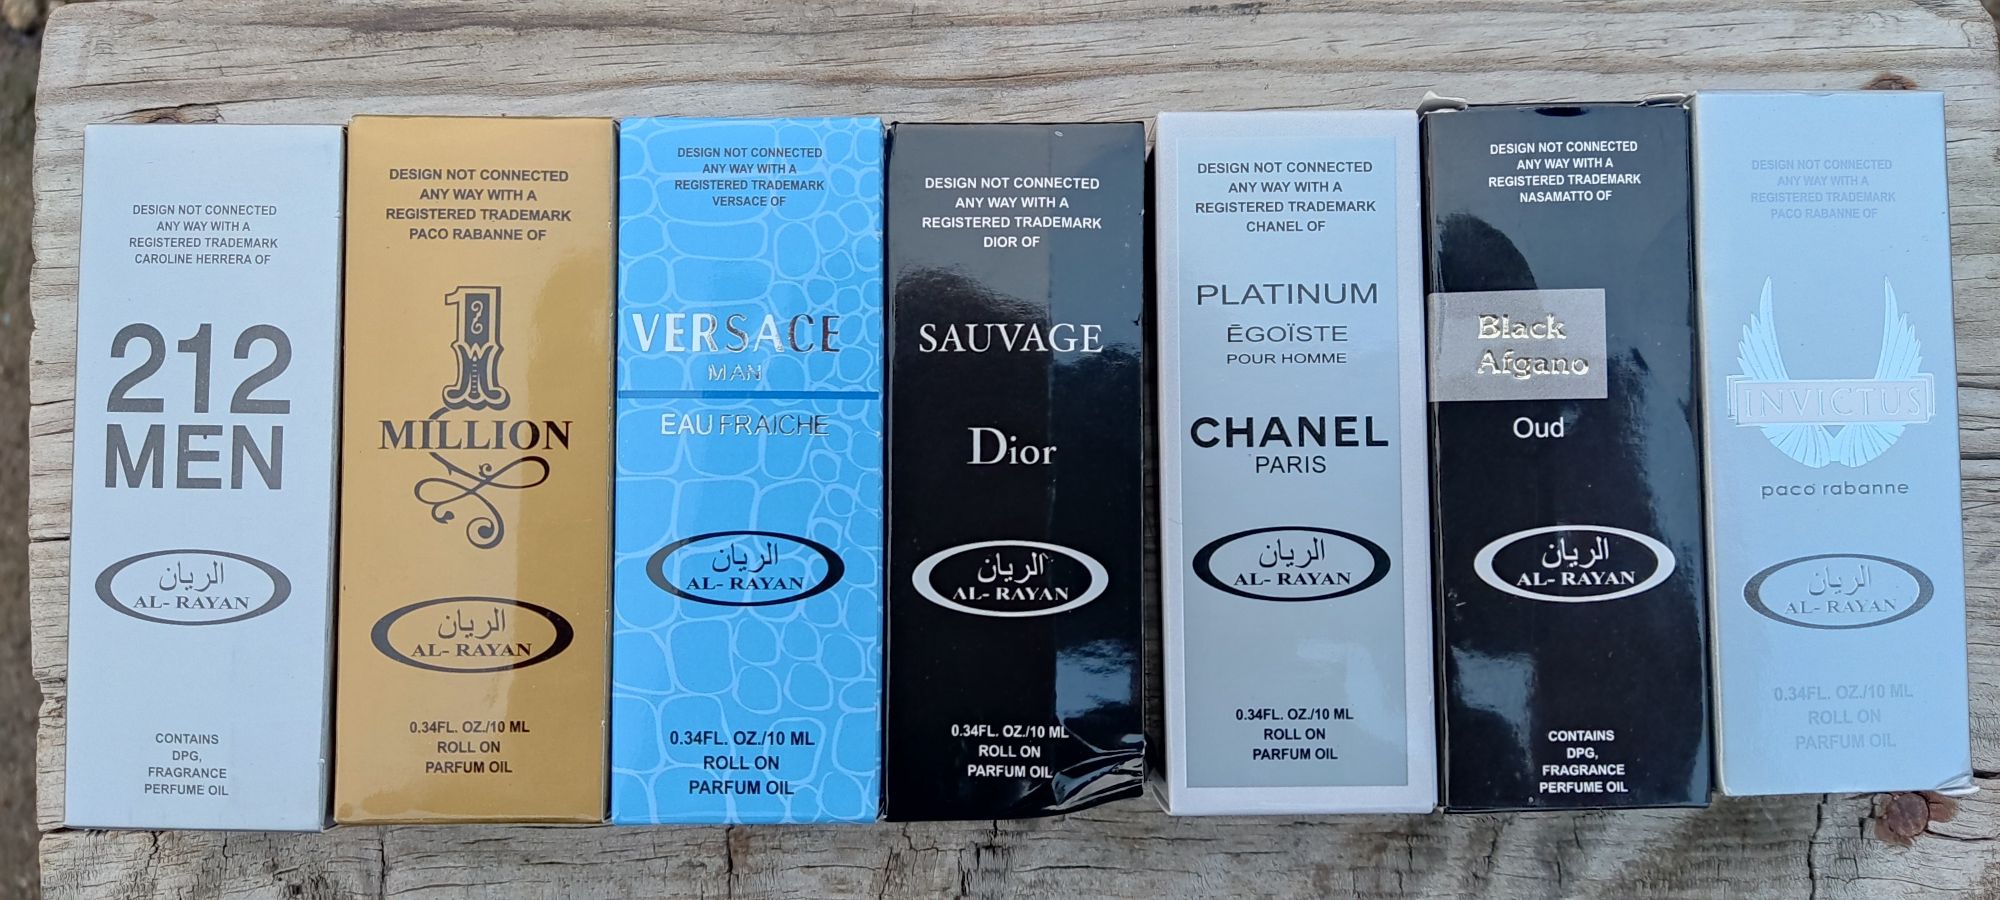 DESIGN NOT CONNECTED
ANY WAY WITH A
REGISTERED TRADEMARK
CAROLINE HERRERA OF
212
MEN
الريان
AL- RAYAN
CONTAINS
DPG,
FRAGRANCE
PERFUME OIL
DESIGN NOT CONNECTED
ANY WAY WITH A
REGISTERED TRADEMARK
PACO RABANNE OF
1
MILLION
الريان
AL- RAYAN
0.34FL. OZ./10 ML
ROLL ON
PARFUM OIL
DESIGN NOT CONNECTED
ANY WAY WITH A
REGISTERED TRADEMARK
VERSACE OF
VERSACE
MAN
EAU FRAICHE
الريان
AL- RAYAN
0.34FL. OZ./10 ML
ROLL ON
PARFUM OIL
DESIGN NOT CONNECTED
ANY WAY WITH A
REGISTERED TRADEMARK
DIOR OF
SAUVAGE
Dior
الريان
AL- RAYAN
0.34FL. OZ./10 ML
ROLL ON
PARFUM OIL
DESIGN NOT CONNECTED
ANY WAY WITH A
REGISTERED TRADEMARK
CHANEL OF
PLATINUM
ĒGOÏSTE
POUR HOMME
CHANEL
PARIS
الريان
AL- RAYAN
0.34FL. OZ./10 ML
ROLL ON
PARFUM OIL
DESIGN NOT CONNECTED
ANY WAY WITH A
REGISTERED TRADEMARK
NASAMATTO OF
Black
Afgano
Oud
الريان
AL- RAYAN
CONTAINS
DPG,
FRAGRANCE
PERFUME OIL
DESIGN NOT CONNECTED
ANY WAY WITH A
REGISTERED TRADEMARK
PACO RABANNE OF
INVICTUS
paco rabanne
الريان
AL- RAYAN
0.34FL. OZ./10 ML
ROLL ON
PARFUM OIL